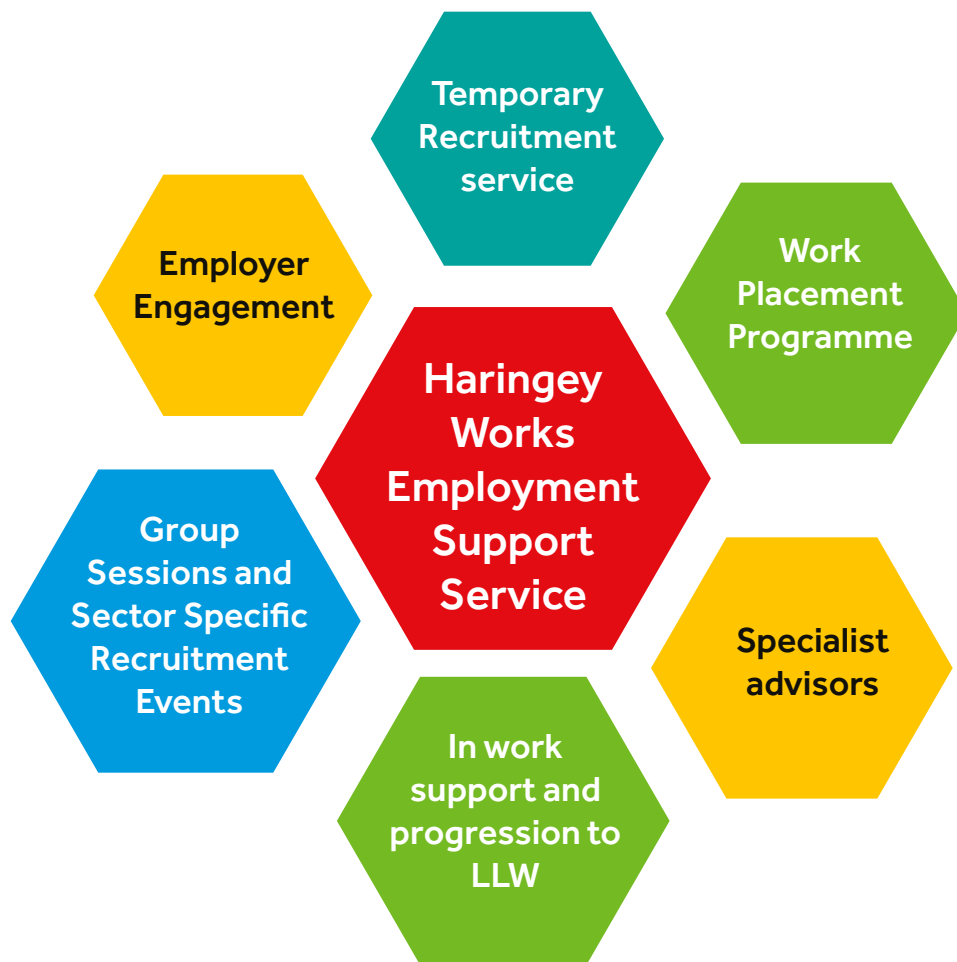 Temporary
Recruitment
service
Employer
Engagement
Work
Placement
Programme
Haringey
Works
Employment
Support
Service
Group
Sessions and
Sector Specific
Recruitment
Events
Specialist
advisors
In work
support and
progression to
LLW